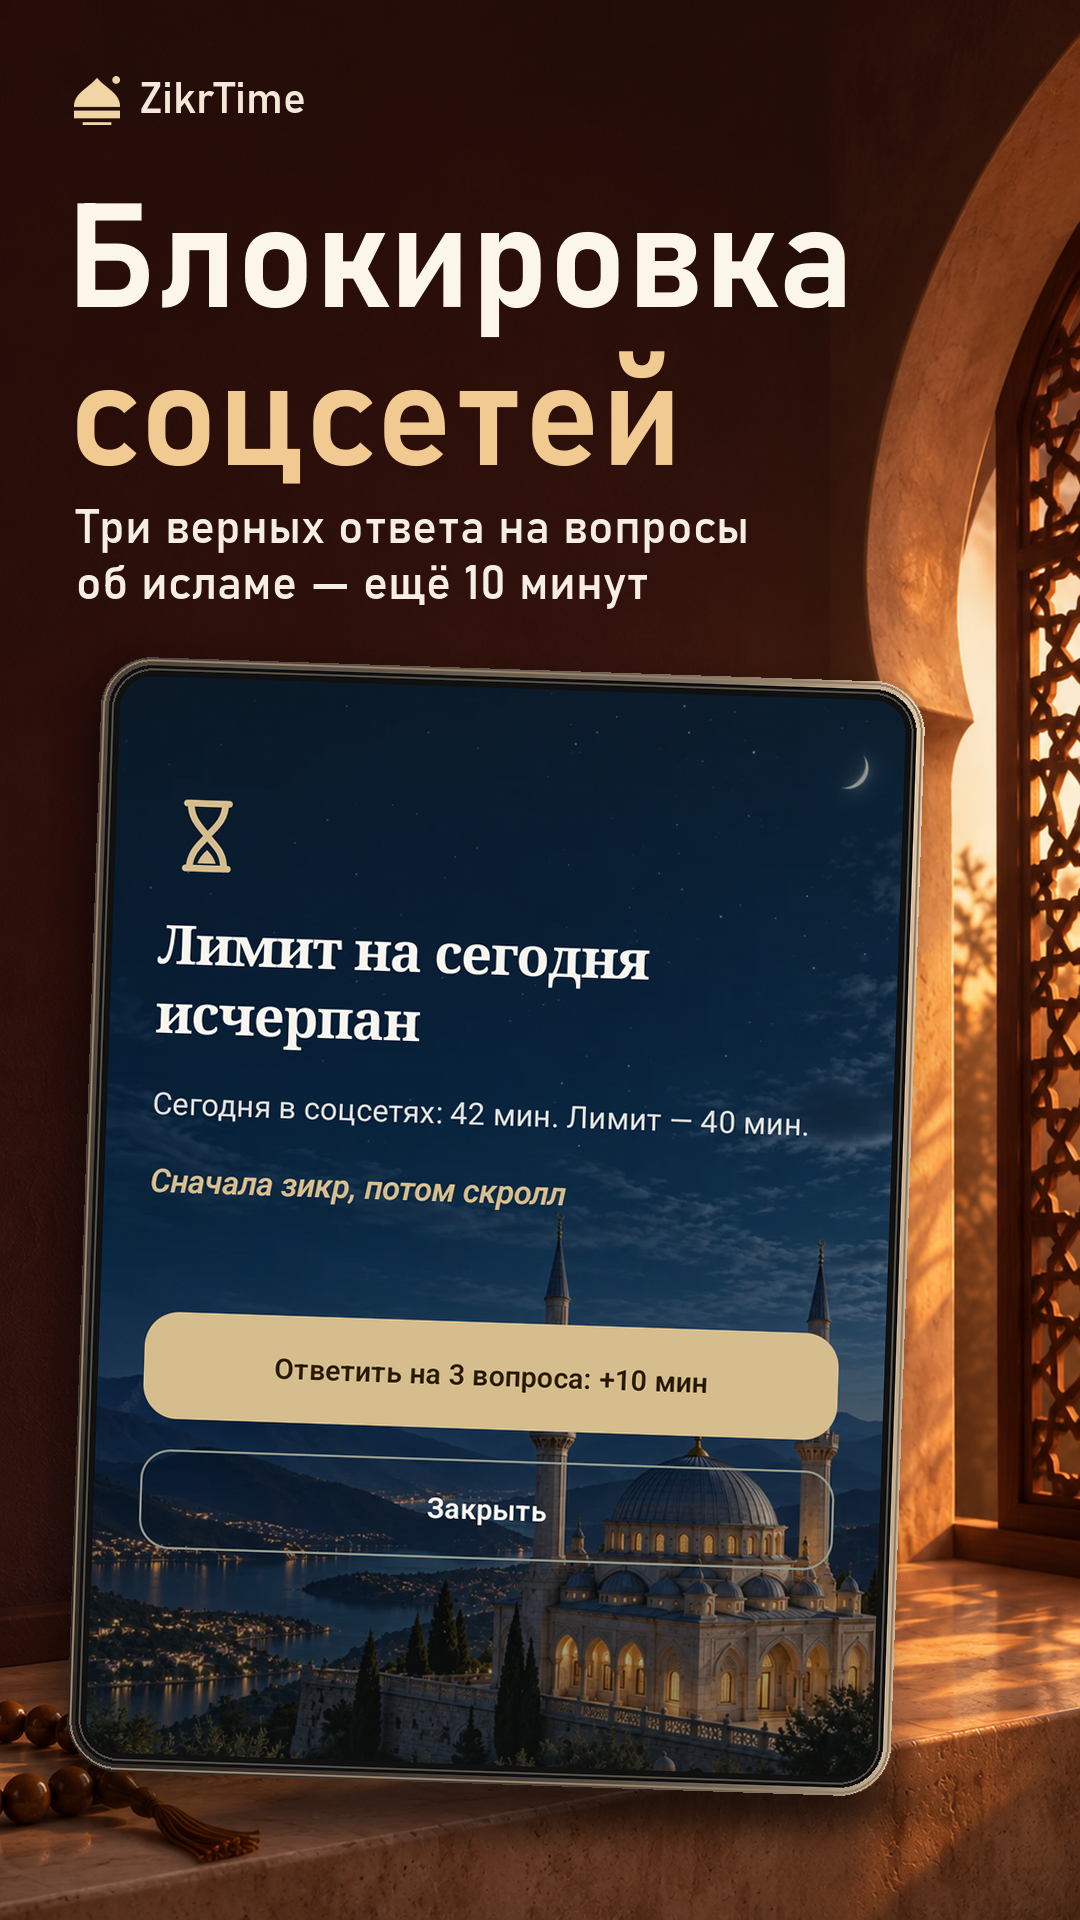 ZikrTime
Блокировка
соцсетей
Три верных ответа на вопросы
об исламе — ещё 10 минут
Лимит на сегодня
исчерпан
Сегодня в соцсетях: 42 мин. Лимит — 40 мин.
Сначала зикр, потом скролл
Ответить на 3 вопроса: +10 мин
Закрыть